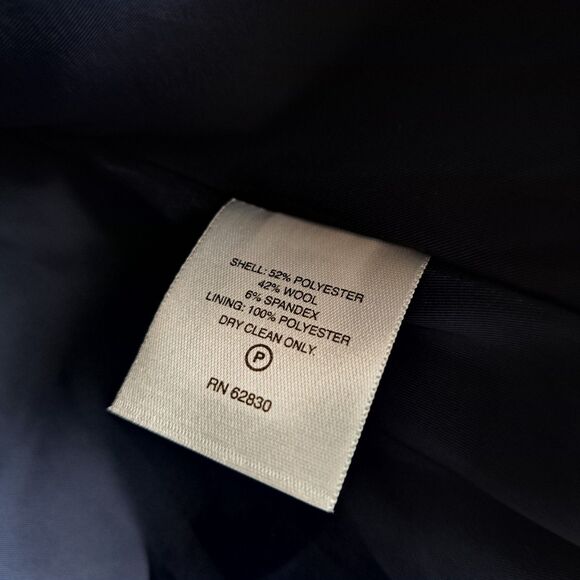 SHELL: 52% POLYESTER
42% WOOL
6% SPANDEX
LINING: 100% POLYESTER
DRY CLEAN ONLY.
P
RN 62830